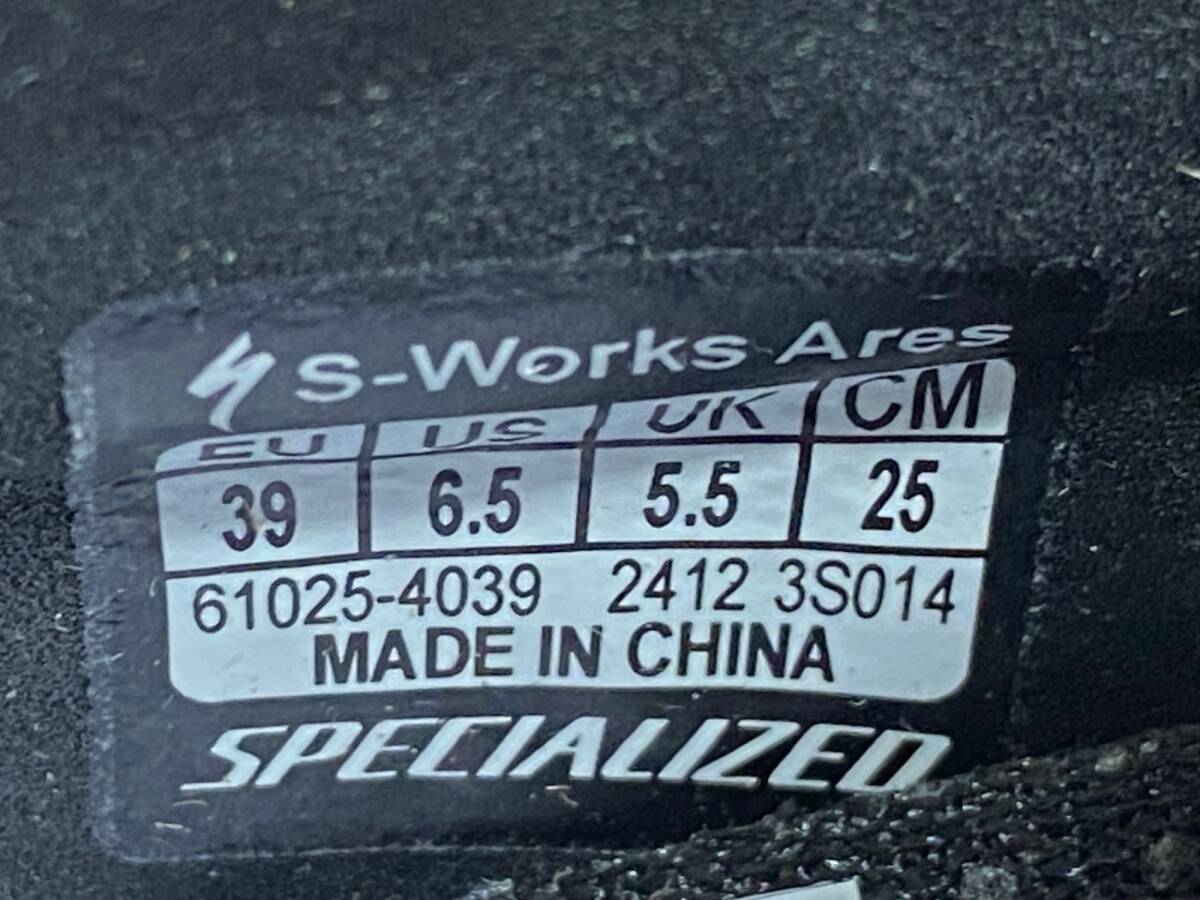 S-Works Ares
EU US UK CM
39 6.5 5.5 25
61025-4039 2412 3S014
MADE IN CHINA
SPECIALIZED